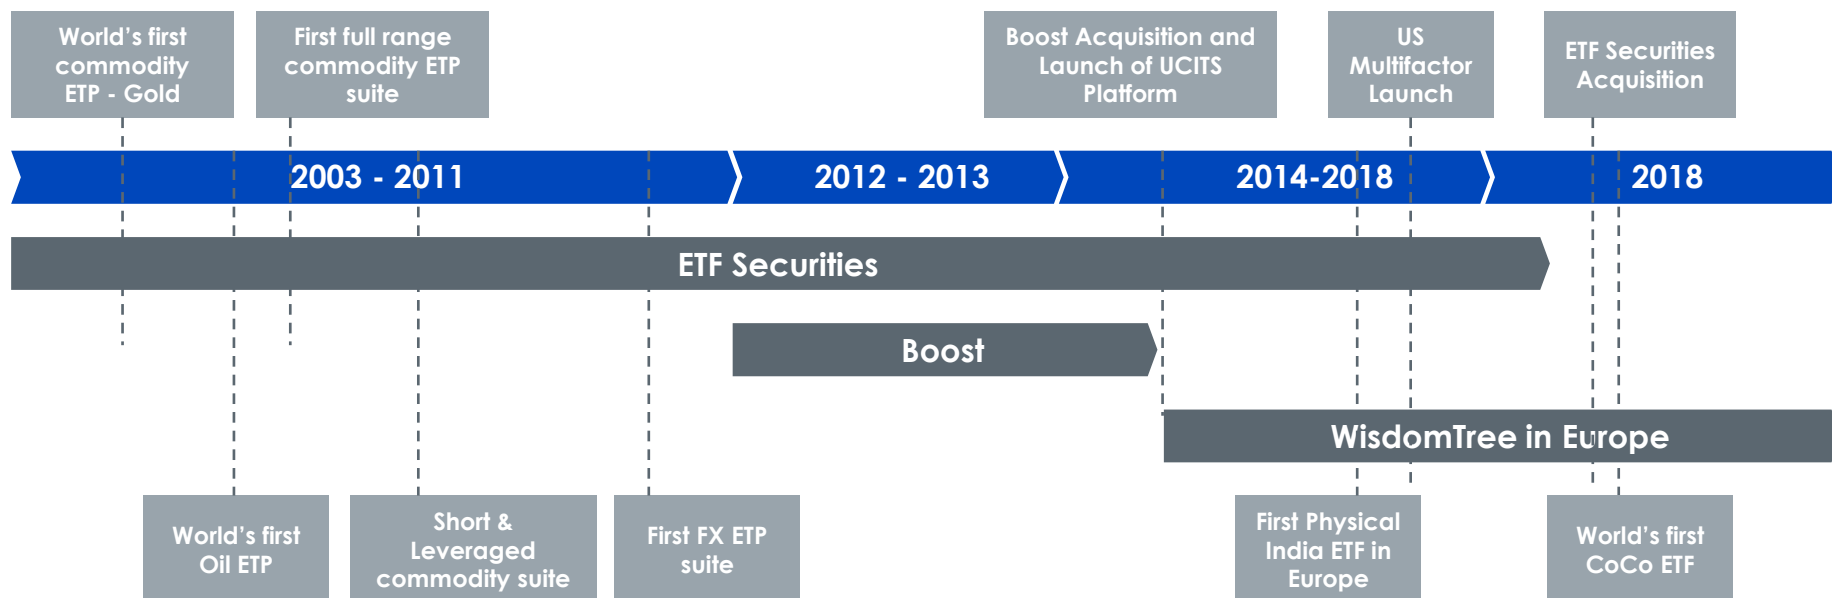 World's first
commodity
ETP - Gold
First full range
commodity ETP
suite
Boost Acquisition and
Launch of UCITS
Platform
US
Multifactor
Launch
ETF Securities
Acquisition
2003 - 2011
2012 - 2013
2014-2018
2018
ETF Securities
Boost
WisdomTree in Europe
World's first
Oil ETP
Short &
Leveraged
commodity suite
First FX ETP
suite
First Physical
India ETF in
Europe
World's first
CoCo ETF